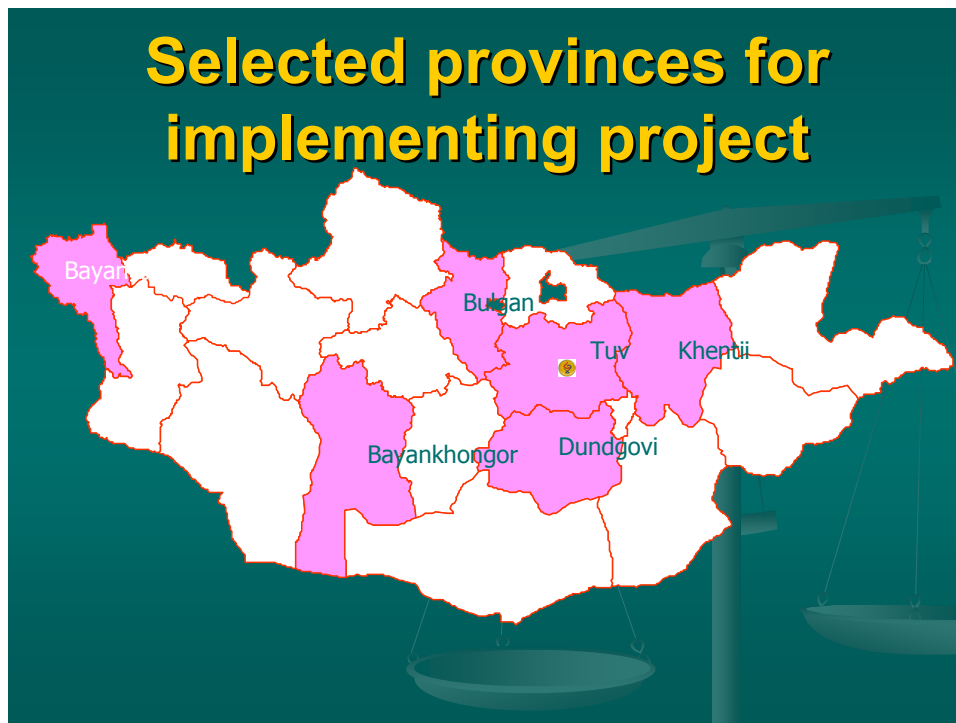 Selected provinces for
implementing project
Bulgan
Tuv
Khentii
Bayankhongor
Dundgovi